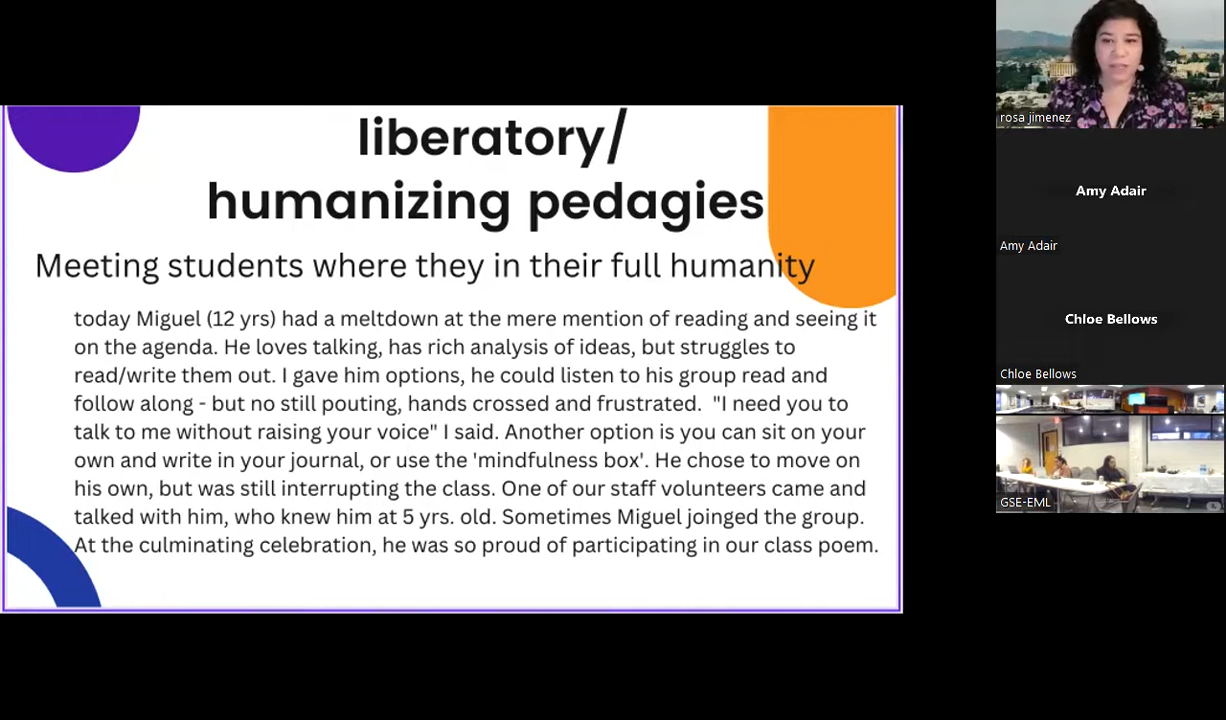 liberatory/
humanizing pedagies
Meeting students where they in their full humanity
today Miguel (12 yrs) had a meltdown at the mere mention of reading and seeing it
on the agenda. He loves talking, has rich analysis of ideas, but struggles to
read/write them out. I gave him options, he could listen to his group read and
follow along - but no still pouting, hands crossed and frustrated.  "I need you to
talk to me without raising your voice" I said. Another option is you can sit on your
own and write in your journal, or use the 'mindfulness box'. He chose to move on
his own, but was still interrupting the class. One of our staff volunteers came and
talked with him, who knew him at 5 yrs. old. Sometimes Miguel joinged the group.
At the culminating celebration, he was so proud of participating in our class poem.
rosa jimenez
Amy Adair
Amy Adair
Chloe Bellows
Chloe Bellows
GSE-EML